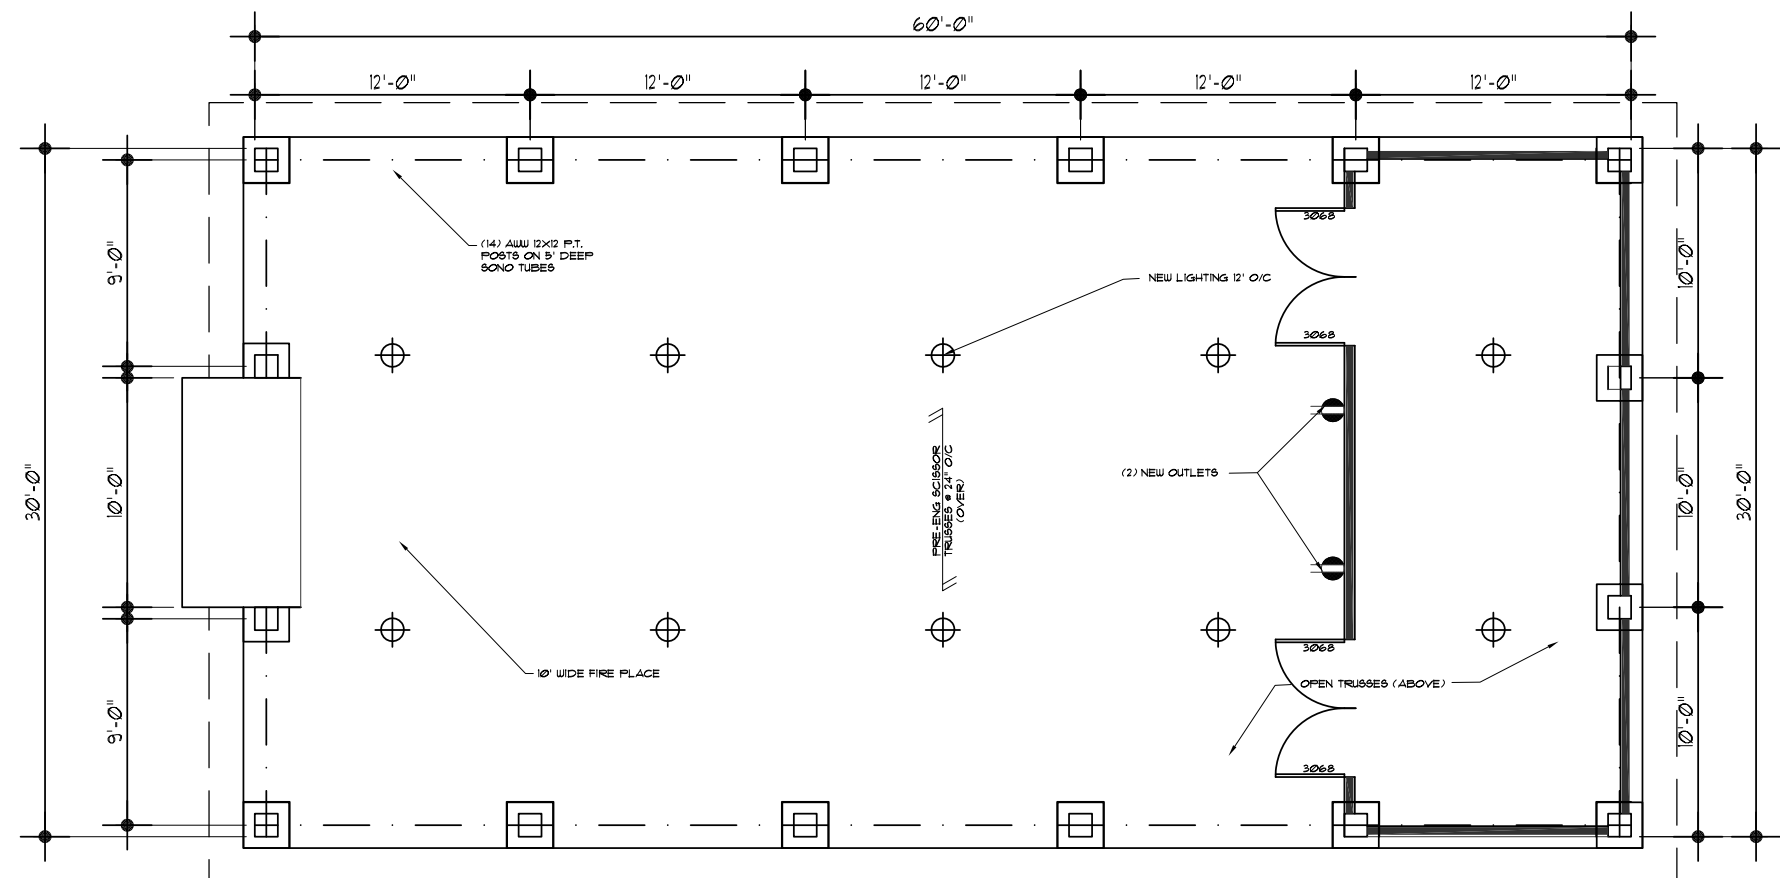 60'-0"
12'-0"
12'-0"
12'-0"
12'-0"
12'-0"
30'-0"
9'-0"
10'-0"
9'-0"
(14) AWW 12X12 P.T.
POSTS ON 5' DEEP
SONO TUBES
NEW LIGHTING 12' O/C
3068
3068
PRE-ENG SCISSOR
TRUSSES @ 24" O/C
(OVER)
(2) NEW OUTLETS
10' WIDE FIRE PLACE
3068
OPEN TRUSSES (ABOVE)
3068
10'-0"
10'-0"
10'-0"
30'-0"